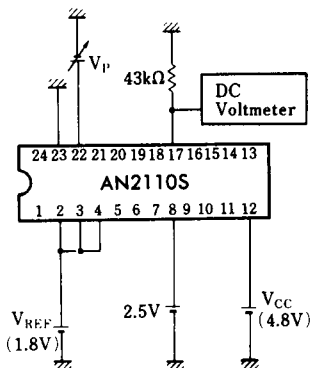 V_P
43kΩ
DC
Voltmeter
24 23 22 21 20 19 18 17 16 15 14 13
AN2110S
1 2 3 4 5 6 7 8 9 10 11 12
V_REF
(1.8V)
2.5V
V_CC
(4.8V)